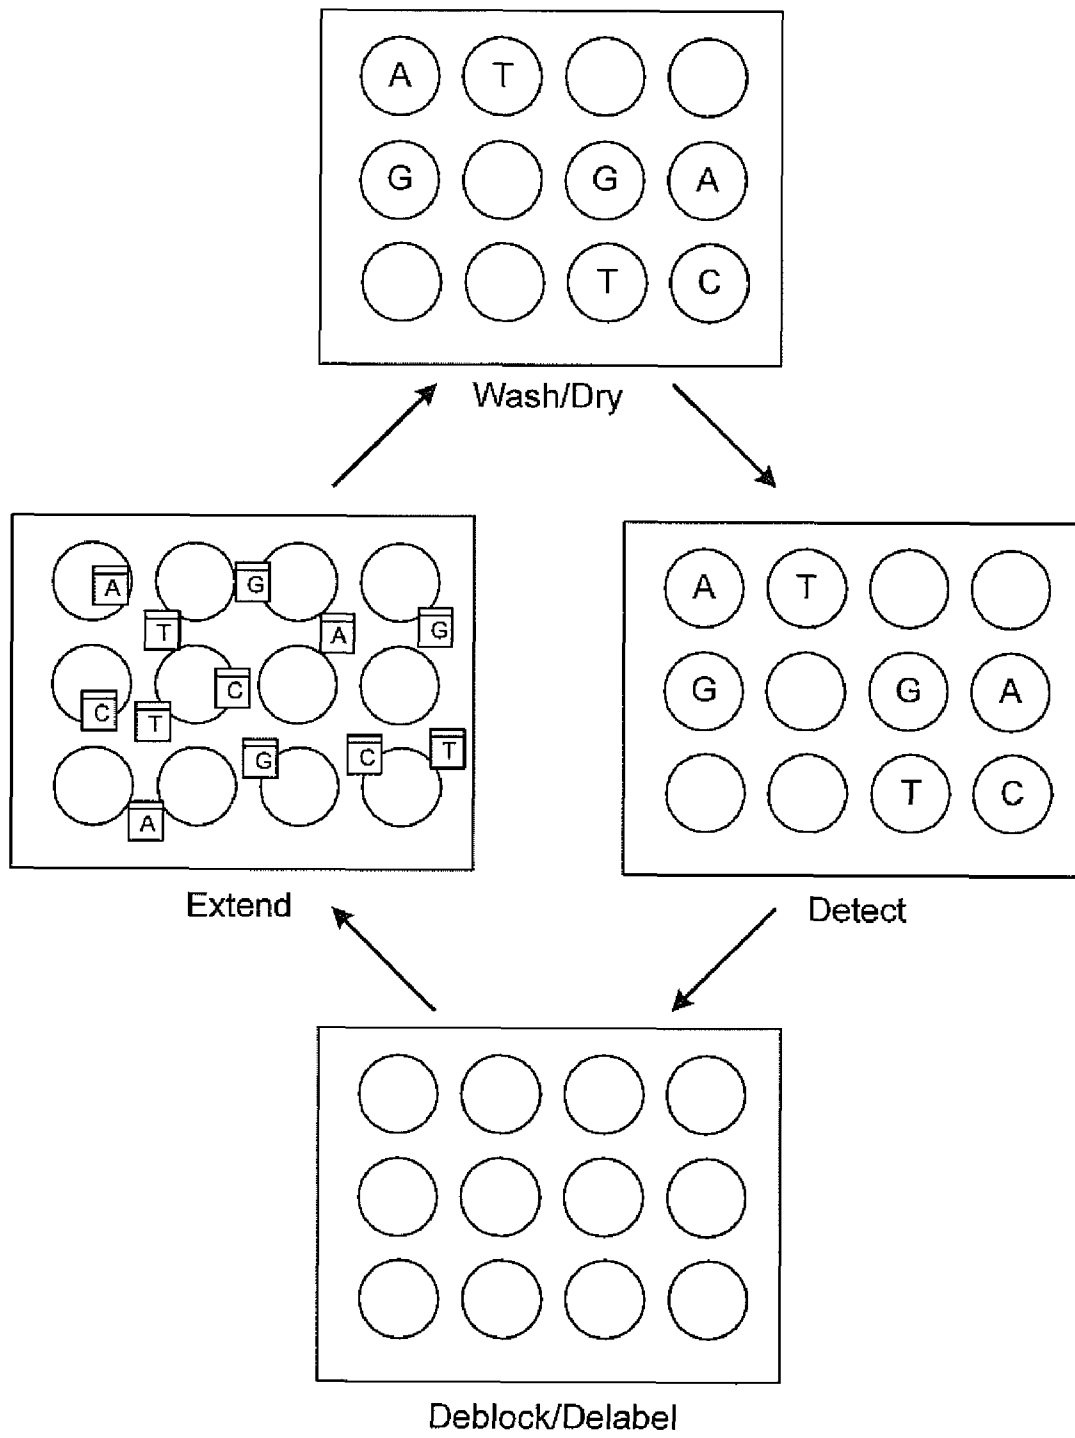 A T
G G A
T C
Wash/Dry
A G
T A G
C T C
G C T
A
Extend
A T
G G A
T C
Detect
Deblock/Delabel